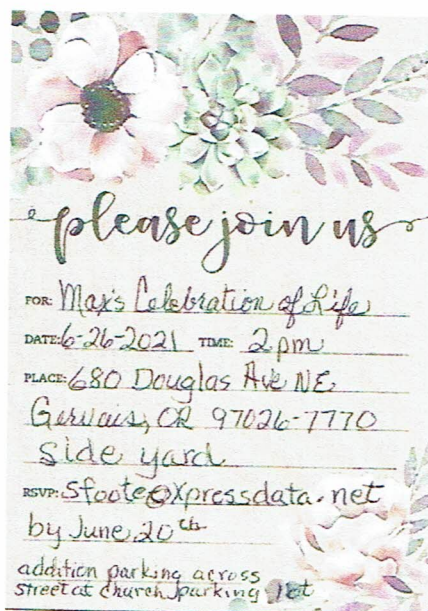 please join us
FOR: Max's Celebration of Life
DATE: 6-26-2021 TIME: 2pm
PLACE: 680 Douglas Ave NE
Gervais, OR 97026-7770
side yard
RSVP: sfoote@xpressdata.net
by June 20th
addition parking across
street at church parking lot